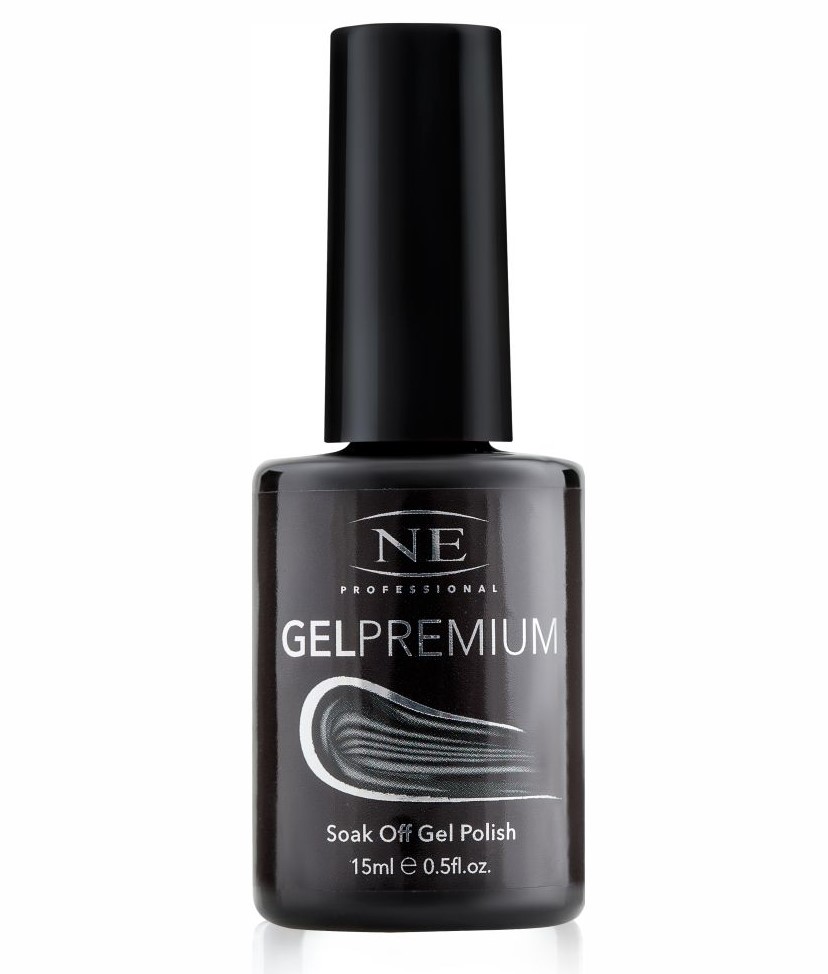 NE
PROFESSIONAL
GELPREMIUM
Soak Off Gel Polish
15ml ℮ 0.5fl.oz.